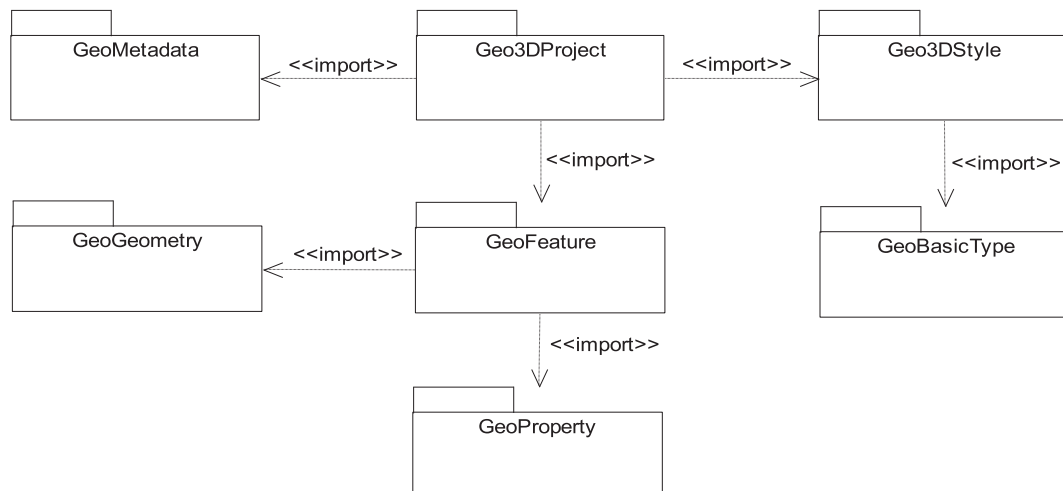 GeoMetadata
<<import>>
Geo3DProject
<<import>>
Geo3DStyle
<<import>>
<<import>>
GeoGeometry
<<import>>
GeoFeature
GeoBasicType
<<import>>
GeoProperty